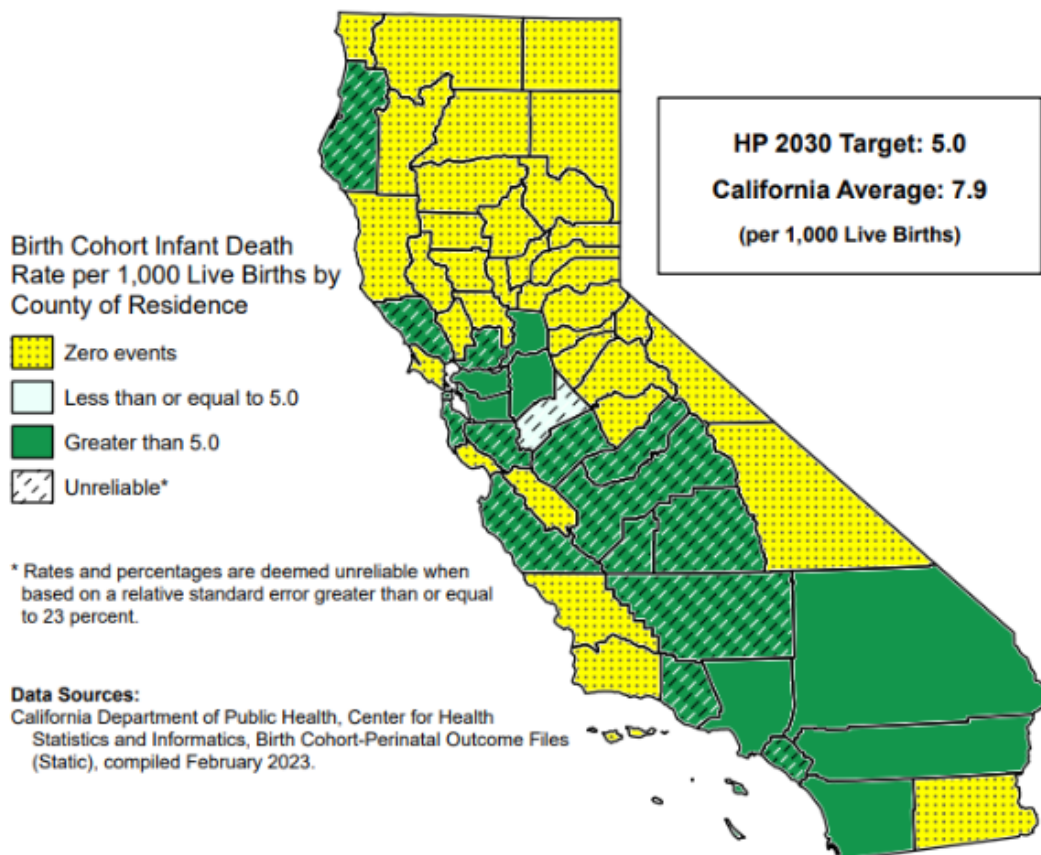 HP 2030 Target: 5.0
California Average: 7.9
(per 1,000 Live Births)
Birth Cohort Infant Death
Rate per 1,000 Live Births by
County of Residence
Zero events
Less than or equal to 5.0
Greater than 5.0
Unreliable*
* Rates and percentages are deemed unreliable when
based on a relative standard error greater than or equal
to 23 percent.
Data Sources:
California Department of Public Health, Center for Health
Statistics and Informatics, Birth Cohort-Perinatal Outcome Files
(Static), compiled February 2023.